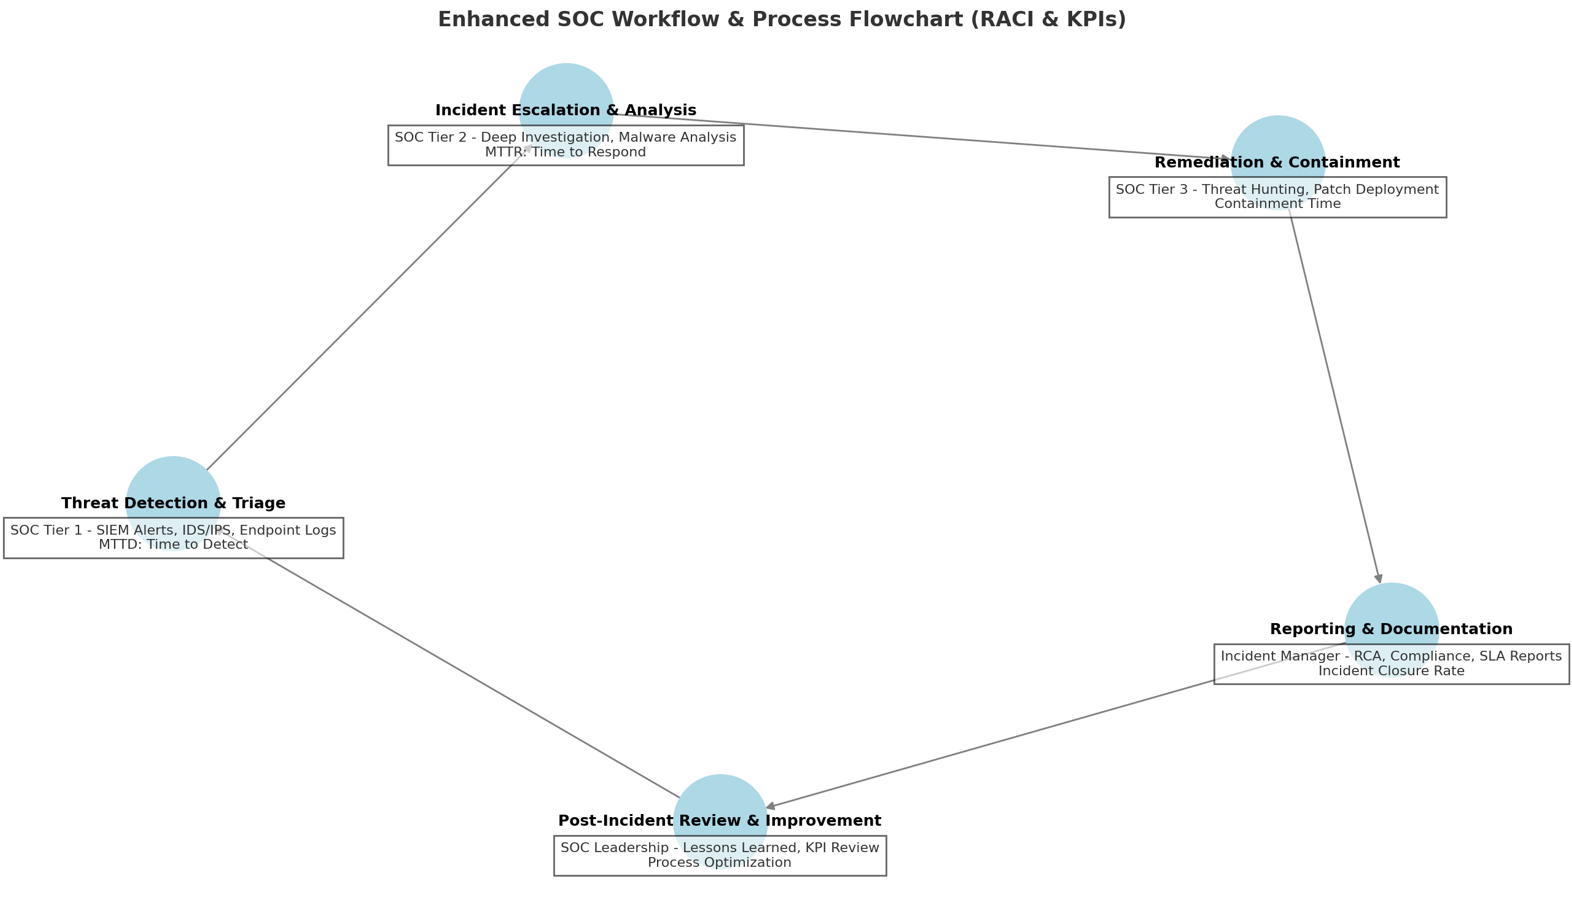 Enhanced SOC Workflow & Process Flowchart (RACI & KPIs)
Incident Escalation & Analysis
SOC Tier 2 - Deep Investigation, Malware Analysis
MTTR: Time to Respond
Remediation & Containment
SOC Tier 3 - Threat Hunting, Patch Deployment
Containment Time
Threat Detection & Triage
SOC Tier 1 - SIEM Alerts, IDS/IPS, Endpoint Logs
MTTD: Time to Detect
Reporting & Documentation
Incident Manager - RCA, Compliance, SLA Reports
Incident Closure Rate
Post-Incident Review & Improvement
SOC Leadership - Lessons Learned, KPI Review
Process Optimization